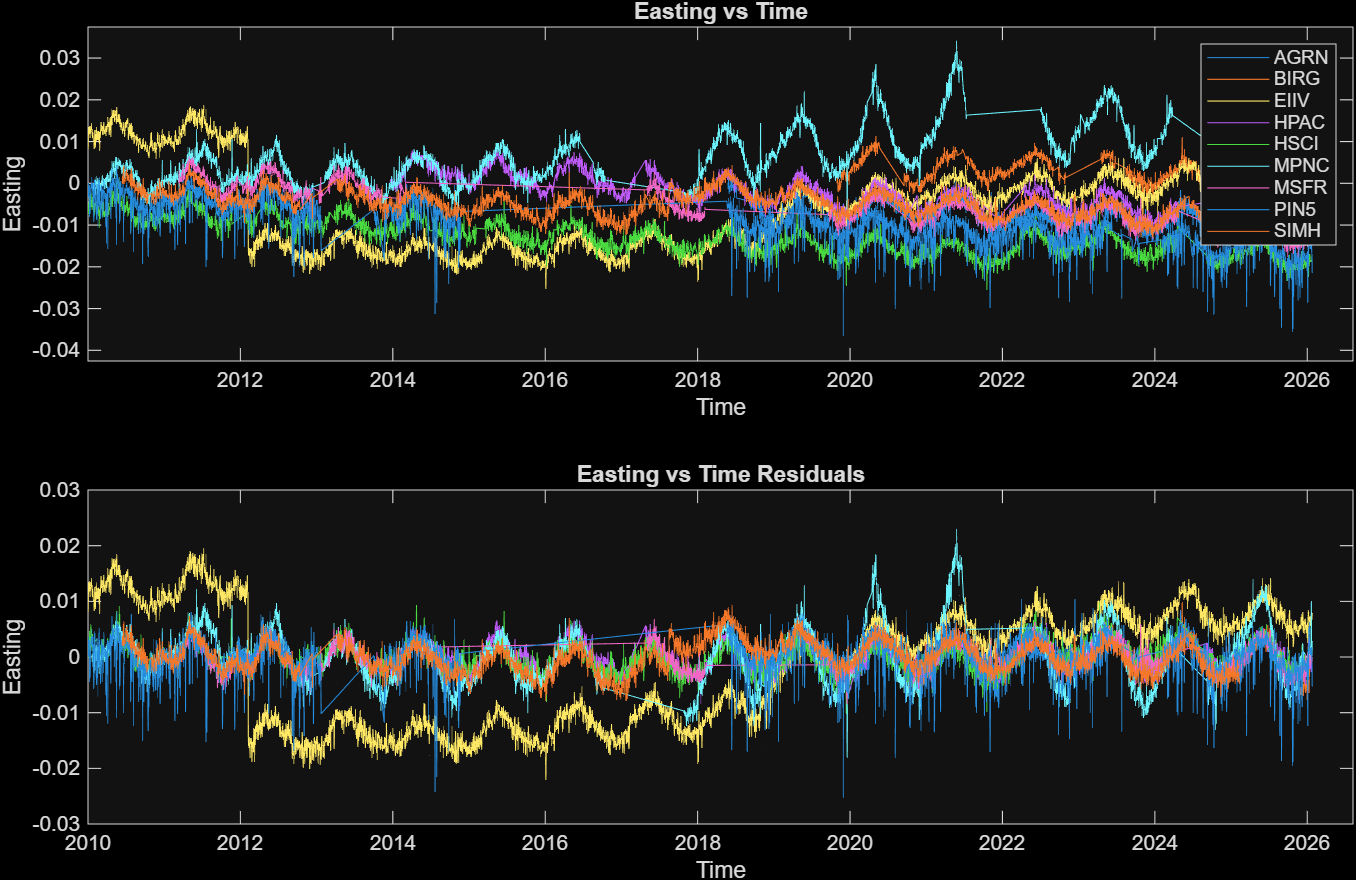 Easting vs Time
0.03
0.02
0.01
0
-0.01
-0.02
-0.03
-0.04
Easting
AGRN
BIRG
EIIV
HPAC
HSCI
MPNC
MSFR
PIN5
SIMH
2012
2014
2016
2018
2020
2022
2024
2026
Time
Easting vs Time Residuals
0.03
0.02
0.01
0
-0.01
-0.02
-0.03
Easting
2010
2012
2014
2016
2018
2020
2022
2024
2026
Time